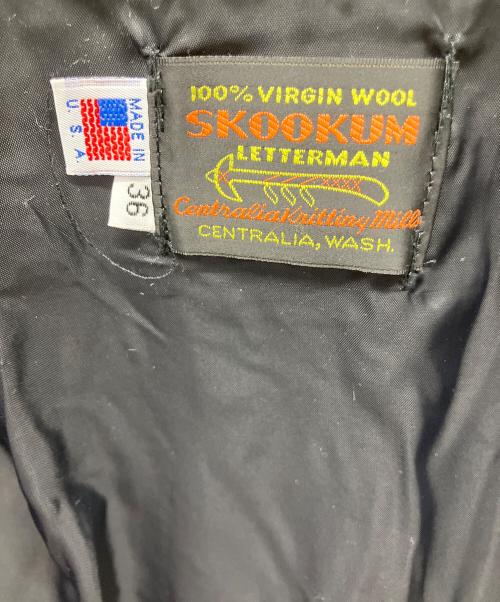 100% VIRGIN WOOL
SKOOKUM
LETTERMAN
Centralia Knitting Mills
CENTRALIA, WASH.
MADE IN
U.S.A
36